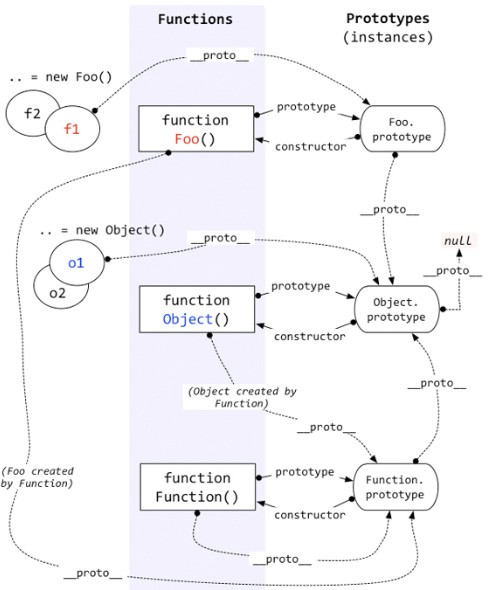 Functions
Prototypes
(instances)
__proto__
.. = new Foo()
f2
f1
function
Foo()
prototype
constructor
Foo.
prototype
__proto__
.. = new Object()
o1
o2
__proto__
null
__proto__
function
Object()
prototype
constructor
Object.
prototype
(Object created by
Function)
__proto__
__proto__
(Foo created
by Function)
function
Function()
prototype
constructor
Function.
prototype
__proto__
__proto__